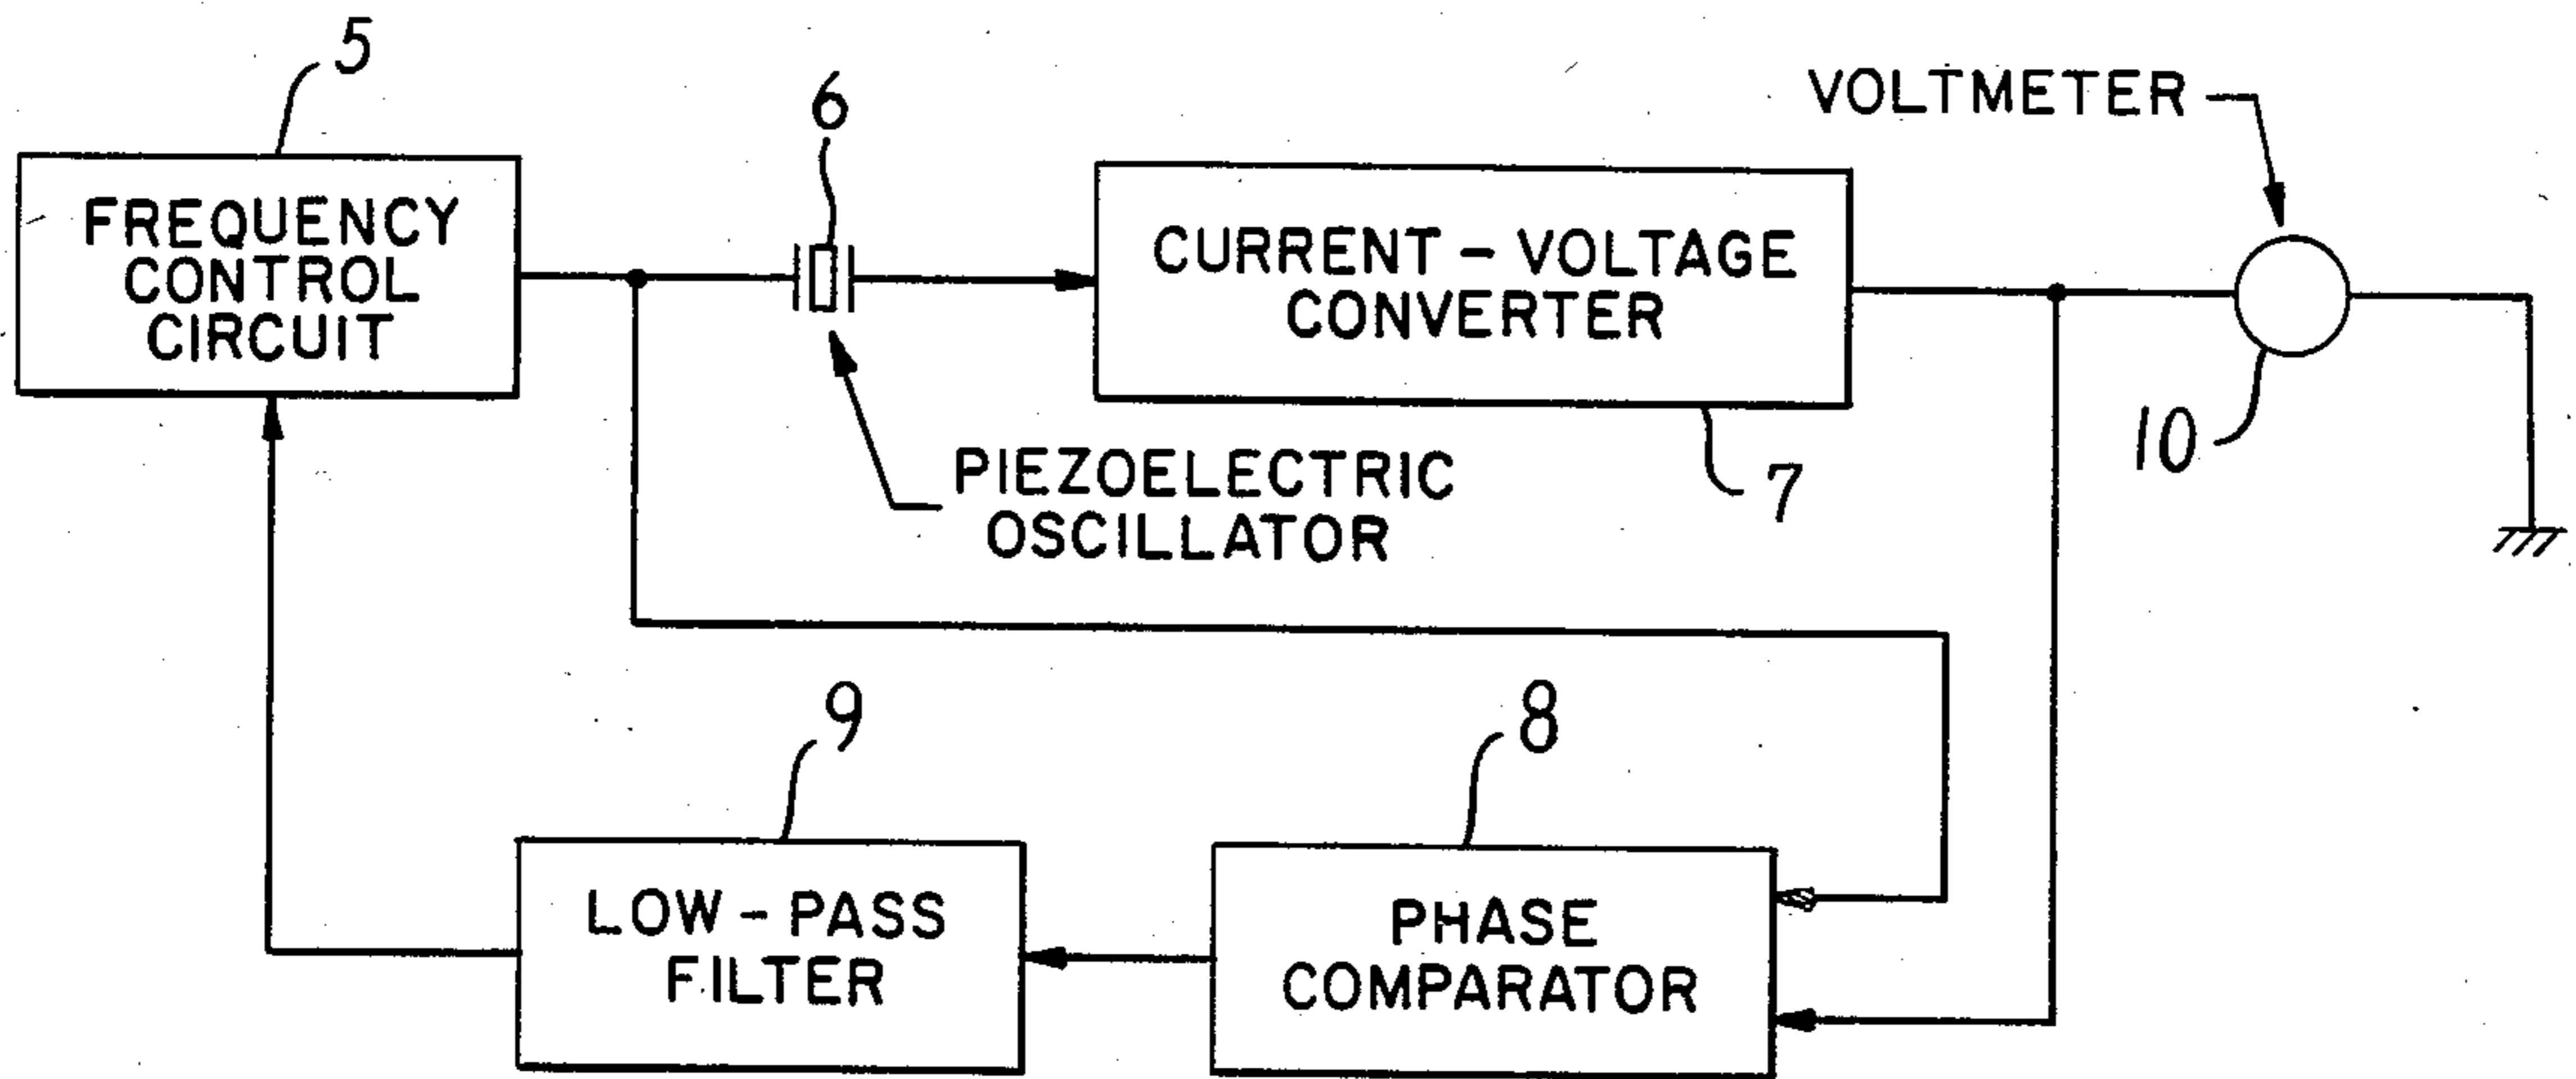 5
6
VOLTMETER
FREQUENCY
CONTROL
CIRCUIT
CURRENT - VOLTAGE
CONVERTER
10
PIEZOELECTRIC
OSCILLATOR
7
9
8
LOW - PASS
FILTER
PHASE
COMPARATOR